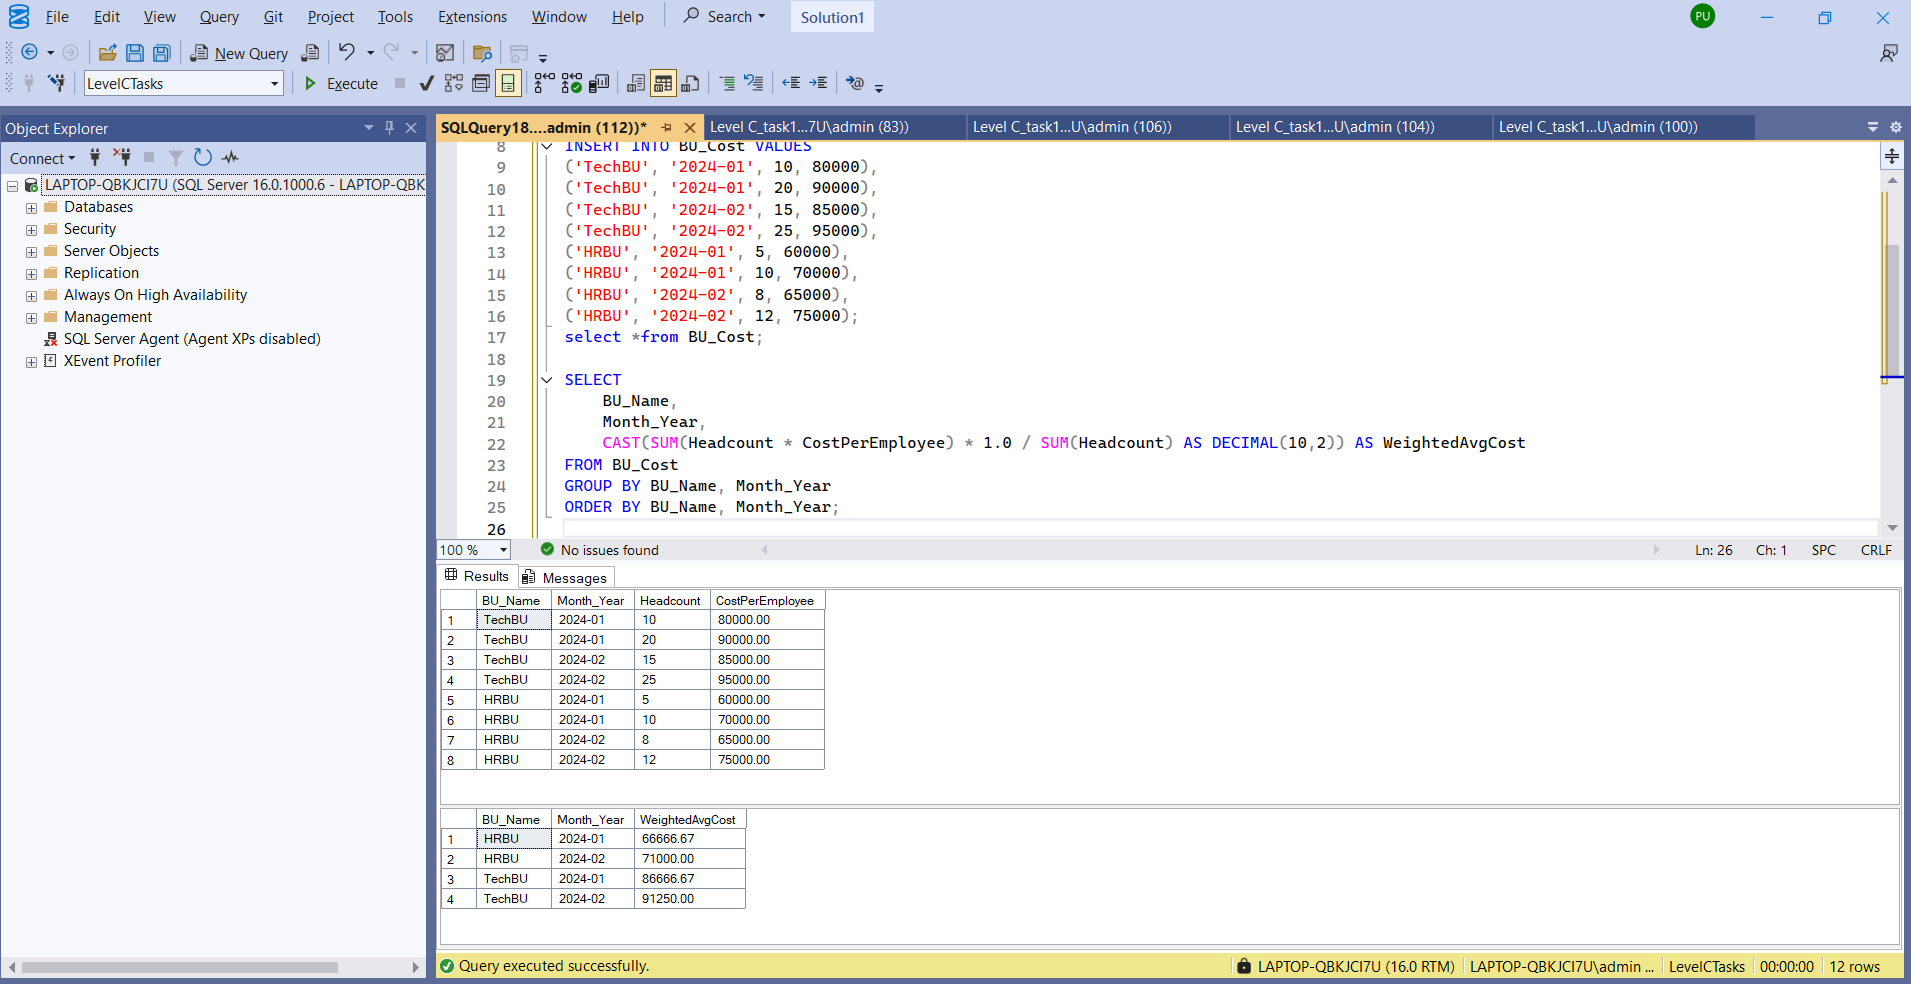 File Edit View Query Git Project Tools Extensions Window Help Search Solution1 PU
New Query
LevelCTasks Execute
Object Explorer
Connect
LAPTOP-QBKJCI7U (SQL Server 16.0.1000.6 - LAPTOP-QBK
Databases
Security
Server Objects
Replication
Always On High Availability
Management
SQL Server Agent (Agent XPs disabled)
XEvent Profiler
SQLQuery18....admin (112))* Level C_task1...7U\admin (83)) Level C_task1...U\admin (106)) Level C_task1...U\admin (104)) Level C_task1...U\admin (100))
8 INSERT INTO BU_Cost VALUES
9 ('TechBU', '2024-01', 10, 80000),
10 ('TechBU', '2024-01', 20, 90000),
11 ('TechBU', '2024-02', 15, 85000),
12 ('TechBU', '2024-02', 25, 95000),
13 ('HRBU', '2024-01', 5, 60000),
14 ('HRBU', '2024-01', 10, 70000),
15 ('HRBU', '2024-02', 8, 65000),
16 ('HRBU', '2024-02', 12, 75000);
17 select *from BU_Cost;
18
19 SELECT
20 BU_Name,
21 Month_Year,
22 CAST(SUM(Headcount * CostPerEmployee) * 1.0 / SUM(Headcount) AS DECIMAL(10,2)) AS WeightedAvgCost
23 FROM BU_Cost
24 GROUP BY BU_Name, Month_Year
25 ORDER BY BU_Name, Month_Year;
26
100 % No issues found Ln: 26 Ch: 1 SPC CRLF
Results Messages
BU_Name Month_Year Headcount CostPerEmployee
1 TechBU 2024-01 10 80000.00
2 TechBU 2024-01 20 90000.00
3 TechBU 2024-02 15 85000.00
4 TechBU 2024-02 25 95000.00
5 HRBU 2024-01 5 60000.00
6 HRBU 2024-01 10 70000.00
7 HRBU 2024-02 8 65000.00
8 HRBU 2024-02 12 75000.00
BU_Name Month_Year WeightedAvgCost
1 HRBU 2024-01 66666.67
2 HRBU 2024-02 71000.00
3 TechBU 2024-01 86666.67
4 TechBU 2024-02 91250.00
Query executed successfully. LAPTOP-QBKJCI7U (16.0 RTM) LAPTOP-QBKJCI7U\admin ... LevelCTasks 00:00:00 12 rows